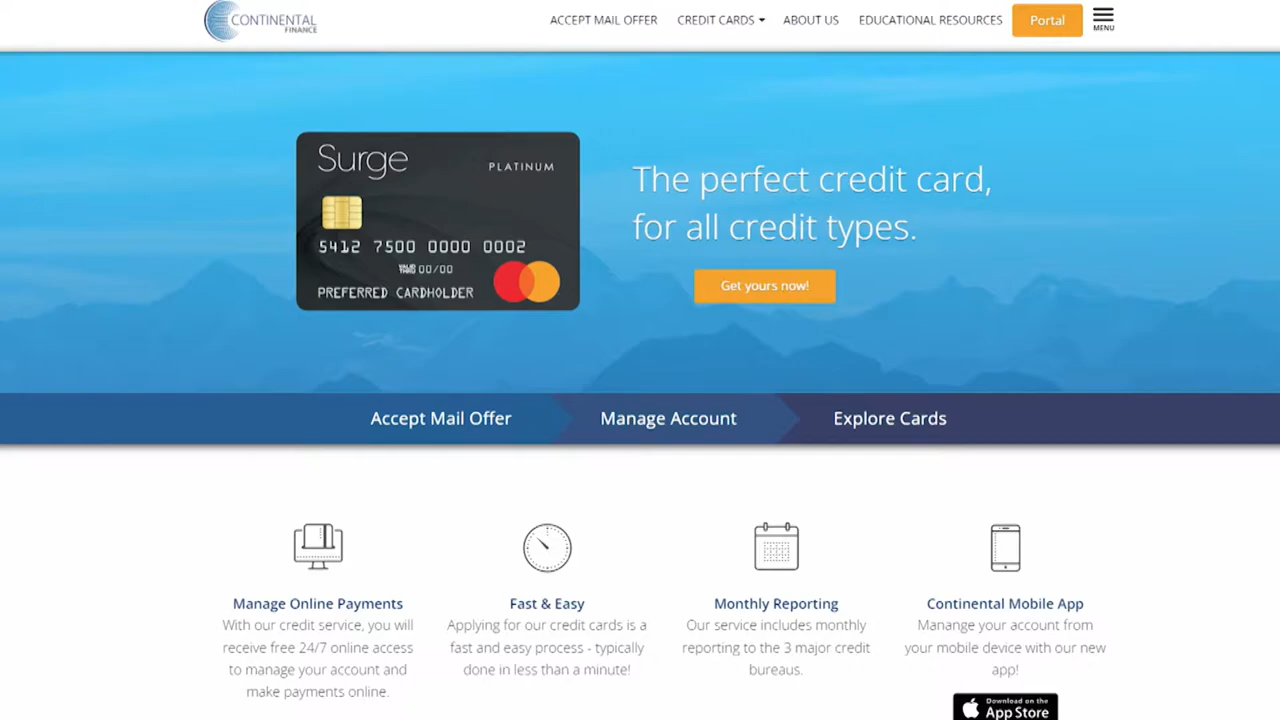 CONTINENTAL
FINANCE
ACCEPT MAIL OFFER
CREDIT CARDS
ABOUT US
EDUCATIONAL RESOURCES
Portal
MENU
Surge
PLATINUM
5412 7500 0000 0002
VALID THRU 00/00
PREFERRED CARDHOLDER
The perfect credit card,
for all credit types.
Get yours now!
Accept Mail Offer
Manage Account
Explore Cards
Manage Online Payments
With our credit service, you will
receive free 24/7 online access
to manage your account and
make payments online.
Fast & Easy
Applying for our credit cards is a
fast and easy process - typically
done in less than a minute!
Monthly Reporting
Our service includes monthly
reporting to the 3 major credit
bureaus.
Continental Mobile App
Manange your account from
your mobile device with our new
app!
Download on the
App Store